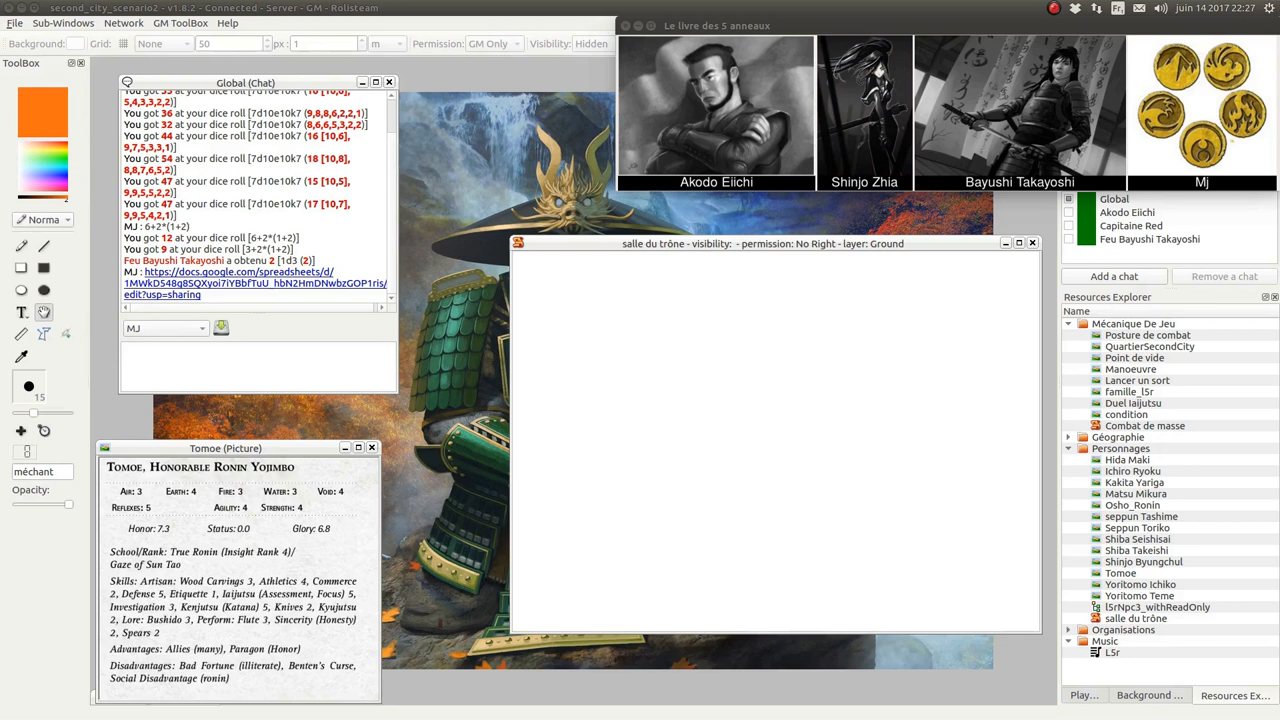 second_city_scenario2 - v1.8.2 - Connected - Server - GM - Rolisteam
Fr
juin 14 2017 22:27
File Sub-Windows Network GM ToolBox Help
Background: Grid: None 50 px : 1 m Permission: GM Only Visibility: Hidden
Le livre des 5 anneaux
Akodo Eiichi
Shinjo Zhia
Bayushi Takayoshi
Mj
ToolBox
Norma
15
méchant
Opacity:
Global (Chat)
5,4,3,3,2,2)]
You got 36 at your dice roll [7d10e10k7 (9,8,8,6,2,2,1)]
You got 32 at your dice roll [7d10e10k7 (8,6,6,5,3,2,2)]
You got 44 at your dice roll [7d10e10k7 (16 [10,6],
9,7,5,3,3,1)]
You got 54 at your dice roll [7d10e10k7 (18 [10,8],
8,8,7,6,5,2)]
You got 47 at your dice roll [7d10e10k7 (15 [10,5],
9,9,5,5,2,2)]
You got 47 at your dice roll [7d10e10k7 (17 [10,7],
9,9,5,4,2,1)]
MJ : 6+2*(1+2)
You got 12 at your dice roll [6+2*(1+2)]
You got 9 at your dice roll [3+2*(1+2)]
Feu Bayushi Takayoshi a obtenu 2 [1d3 (2)]
MJ : https://docs.google.com/spreadsheets/d/
1MWkD548g8SQXyoi7iYBbfTuU_hbN2HmDNwbzGOP1ris/
edit?usp=sharing
MJ
Tomoe (Picture)
Tomoe, Honorable Ronin Yojimbo
Air: 3 Earth: 4 Fire: 3 Water: 3 Void: 4
Reflexes: 5 Agility: 4 Strength: 4
Honor: 7.3 Status: 0.0 Glory: 6.8
School/Rank: True Ronin (Insight Rank 4)/
Gaze of Sun Tao
Skills: Artisan: Wood Carvings 3, Athletics 4, Commerce
2, Defense 5, Etiquette 1, Iaijutsu (Assessment, Focus) 5,
Investigation 3, Kenjutsu (Katana) 5, Knives 2, Kyujutsu
2, Lore: Bushido 3, Perform: Flute 3, Sincerity (Honesty)
2, Spears 2
Advantages: Allies (many), Paragon (Honor)
Disadvantages: Bad Fortune (illiterate), Benten's Curse,
Social Disadvantage (ronin)
salle du trône - visibility: - permission: No Right - layer: Ground
Global
Akodo Eiichi
Capitaine Red
Feu Bayushi Takayoshi
Add a chat Remove a chat
Resources Explorer
Name
Mécanique De Jeu
Posture de combat
QuartierSecondCity
Point de vide
Manoeuvre
Lancer un sort
famille_l5r
Duel Iaijutsu
condition
Combat de masse
Géographie
Personnages
Hida Maki
Ichiro Ryoku
Kakita Yariga
Matsu Mikura
Osho_Ronin
seppun Tashime
Seppun Toriko
Shiba Seishisai
Shiba Takeishi
Shinjo Byungchul
Tomoe
Yoritomo Ichiko
Yoritomo Teme
l5rNpc3_withReadOnly
salle du trône
Organisations
Music
L5r
Play... Background ... Resources Ex...